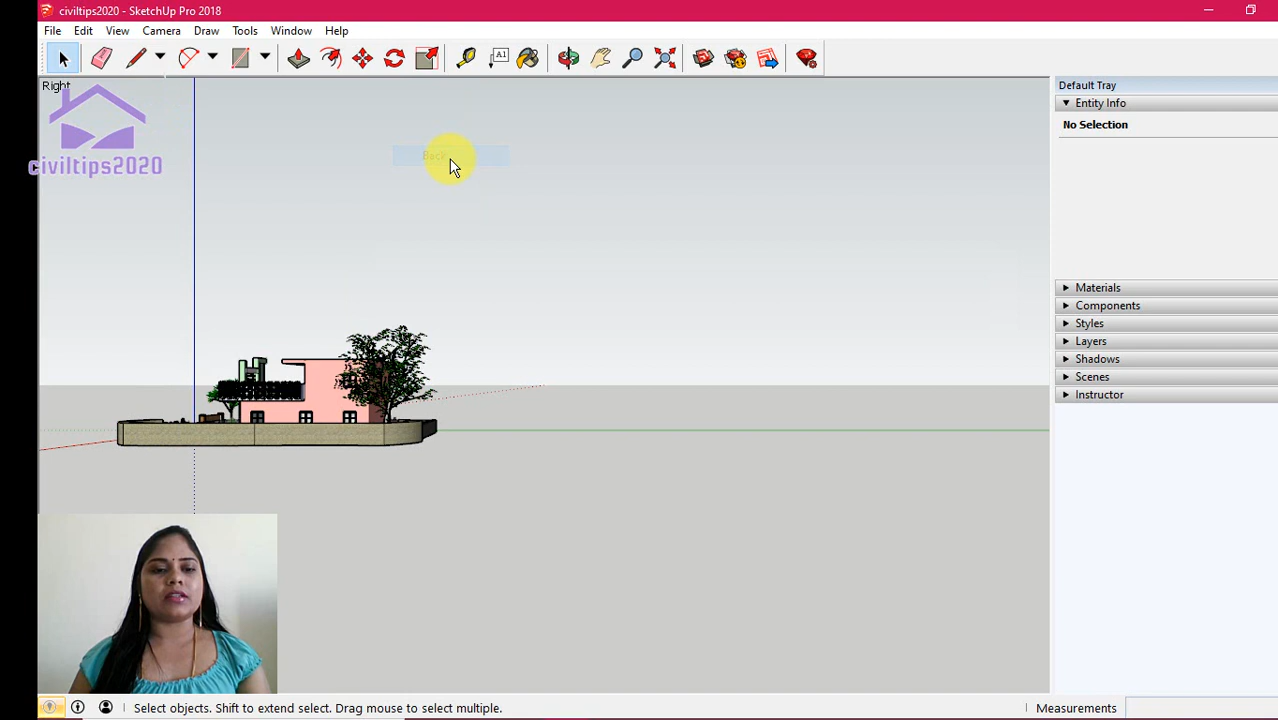 civiltips2020 - SketchUp Pro 2018
File Edit View Camera Draw Tools Window Help
A1
Right
Back
civiltips2020
Default Tray
Entity Info
No Selection
Materials
Components
Styles
Layers
Shadows
Scenes
Instructor
Select objects. Shift to extend select. Drag mouse to select multiple.
Measurements